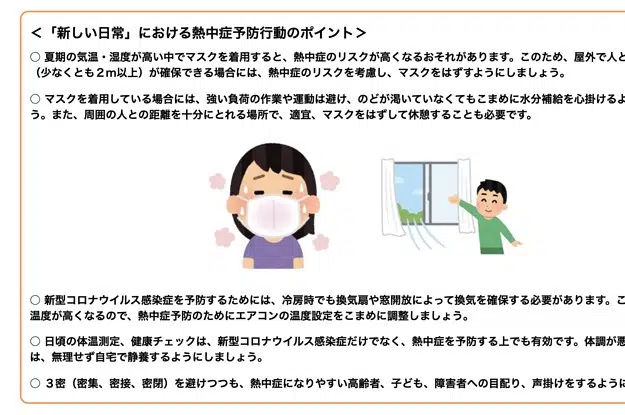 ＜「新しい日常」における熱中症予防行動のポイント＞
○ 夏期の気温・湿度が高い中でマスクを着用すると、熱中症のリスクが高くなるおそれがあります。このため、屋外で人と
（少なくとも２ｍ以上）が確保できる場合には、熱中症のリスクを考慮し、マスクをはずすようにしましょう。
○ マスクを着用している場合には、強い負荷の作業や運動は避け、のどが渇いていなくてもこまめに水分補給を心掛けるよ
う。また、周囲の人との距離を十分にとれる場所で、適宜、マスクをはずして休憩することも必要です。
○ 新型コロナウイルス感染症を予防するためには、冷房時でも換気扇や窓開放によって換気を確保する必要があります。こ
温度が高くなるので、熱中症予防のためにエアコンの温度設定をこまめに調整しましょう。
○ 日頃の体温測定、健康チェックは、新型コロナウイルス感染症だけでなく、熱中症を予防する上でも有効です。体調が悪
は、無理せず自宅で静養するようにしましょう。
○ ３密（密集、密接、密閉）を避けつつも、熱中症になりやすい高齢者、子ども、障害者への目配り、声掛けをするように